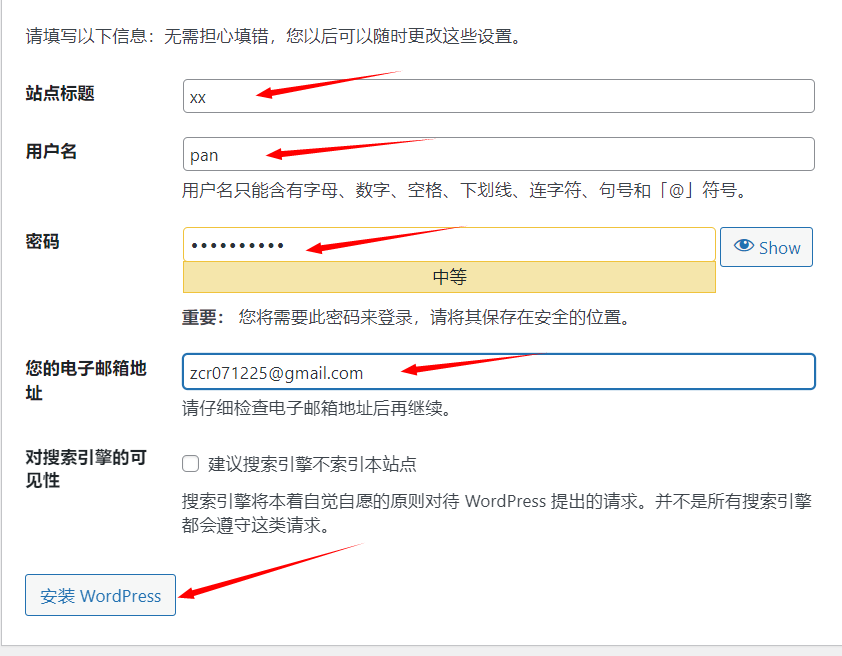 请填写以下信息：无需担心填错，您以后可以随时更改这些设置。
站点标题
xx
用户名
pan
用户名只能含有字母、数字、空格、下划线、连字符、句号和「@」符号。
密码
••••••••••
Show
中等
重要： 您将需要此密码来登录，请将其保存在安全的位置。
您的电子邮箱地
址
zcr071225@gmail.com
请仔细检查电子邮箱地址后再继续。
对搜索引擎的可
见性
建议搜索引擎不索引本站点
搜索引擎将本着自觉自愿的原则对待 WordPress 提出的请求。并不是所有搜索引擎
都会遵守这类请求。
安装 WordPress